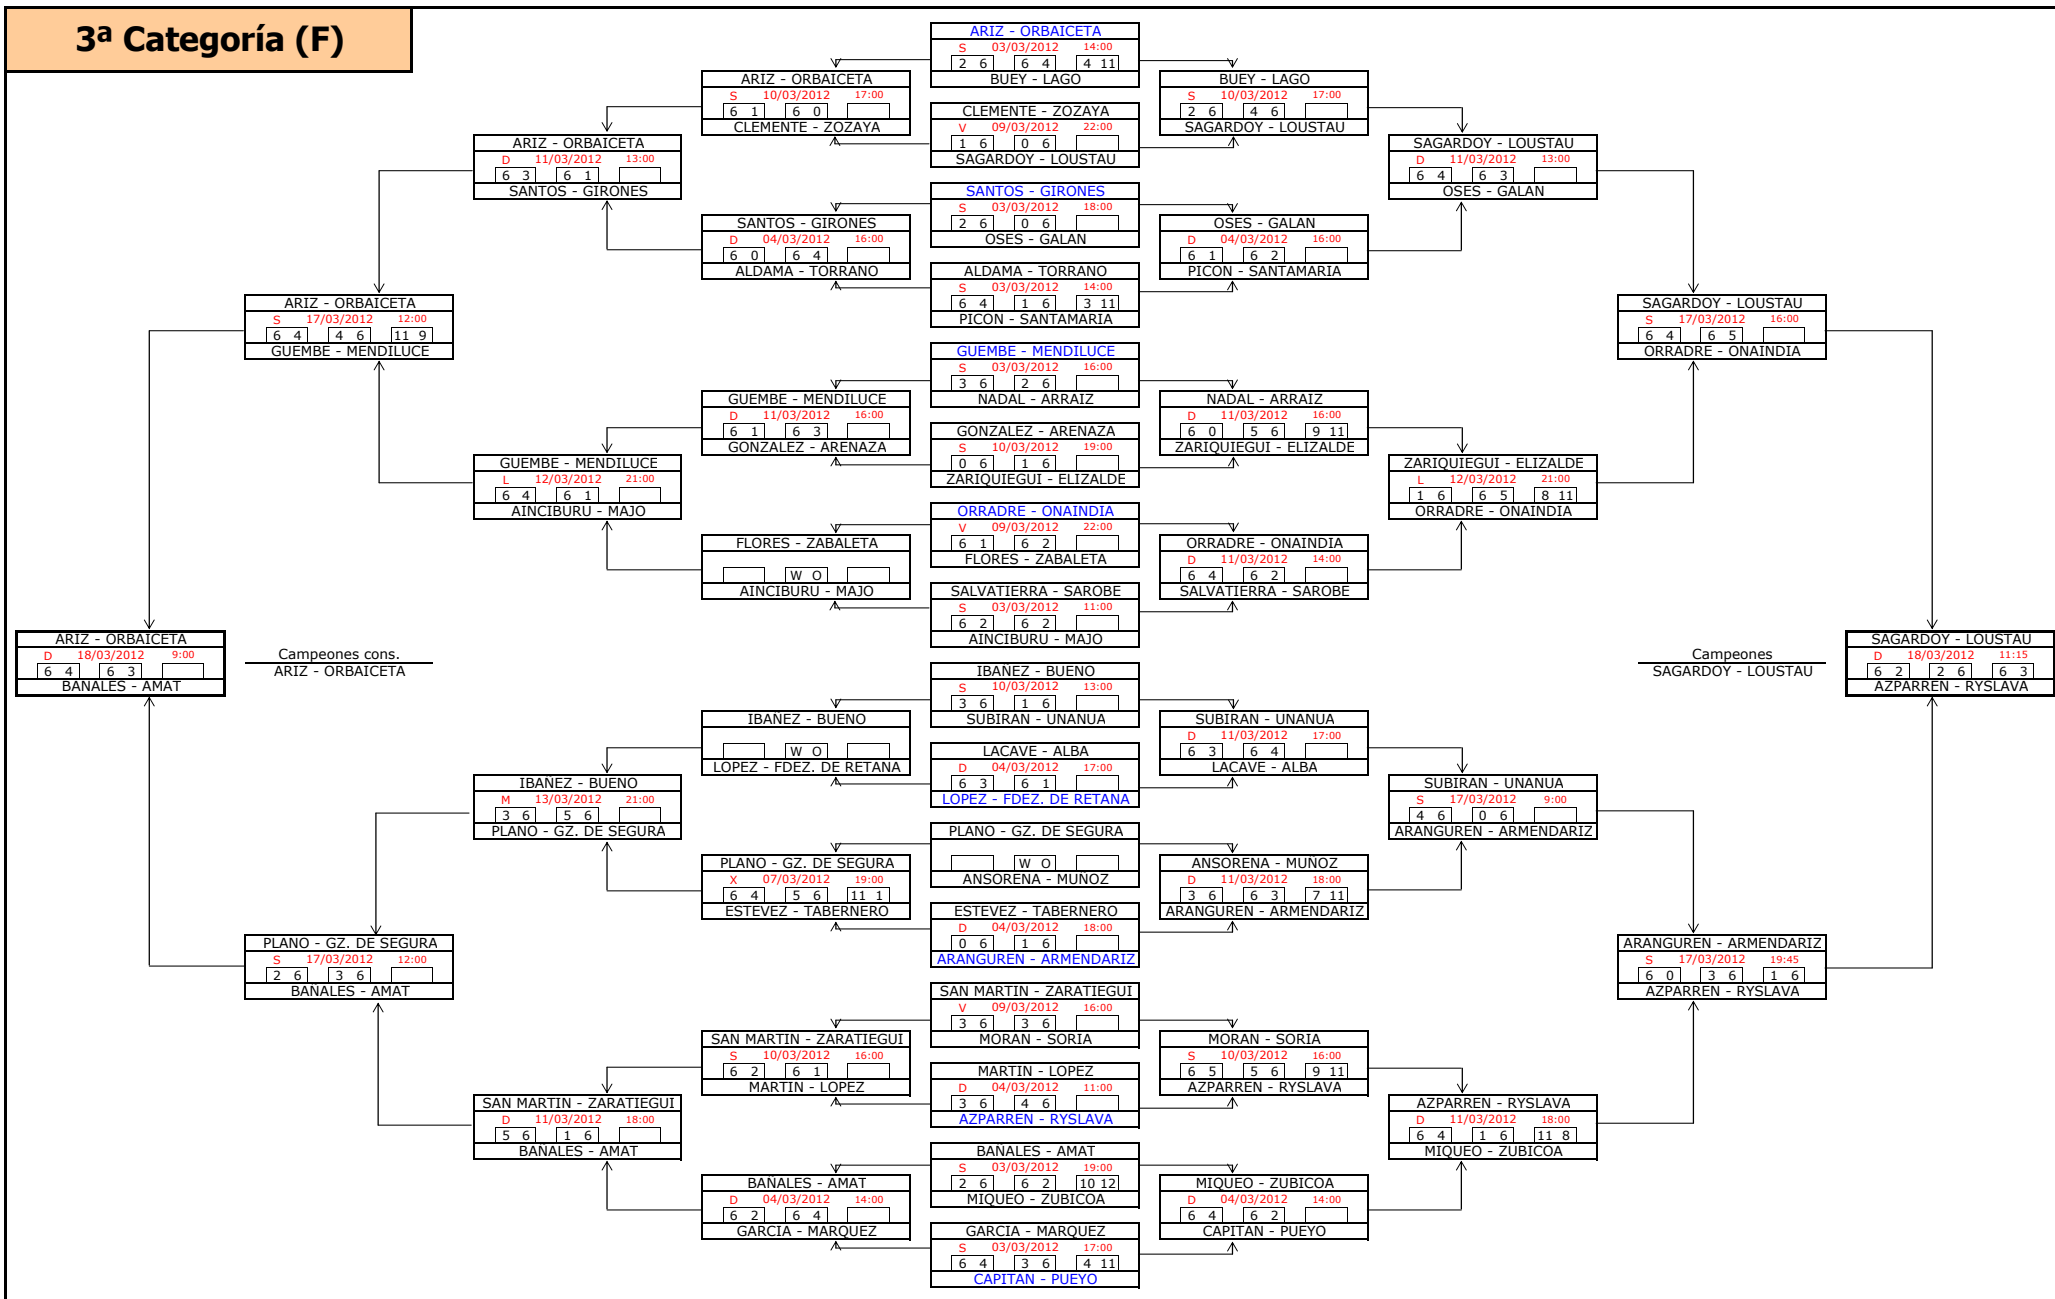 3ª Categoría (F)
ARIZ - ORBAICETA
S 03/03/2012 14:00
2 6 6 4 4 11
BUEY - LAGO
CLEMENTE - ZOZAYA
V 09/03/2012 22:00
1 6 0 6
SAGARDOY - LOUSTAU
SANTOS - GIRONES
S 03/03/2012 18:00
2 6 0 6
OSES - GALAN
ALDAMA - TORRANO
S 03/03/2012 14:00
6 4 1 6 3 11
PICON - SANTAMARIA
GUEMBE - MENDILUCE
S 03/03/2012 16:00
3 6 2 6
NADAL - ARRAIZ
GONZALEZ - ARENAZA
S 10/03/2012 19:00
0 6 1 6
ZARIQUIEGUI - ELIZALDE
ORRADRE - ONAINDIA
V 09/03/2012 22:00
6 1 6 2
FLORES - ZABALETA
SALVATIERRA - SAROBE
S 03/03/2012 11:00
6 2 6 2
AINCIBURU - MAJO
IBAÑEZ - BUENO
S 10/03/2012 13:00
3 6 1 6
SUBIRAN - UNANUA
LACAVE - ALBA
D 04/03/2012 17:00
6 3 6 1
LOPEZ - FDEZ. DE RETANA
PLANO - GZ. DE SEGURA
W O
ANSORENA - MUÑOZ
ESTEVEZ - TABERNERO
D 04/03/2012 18:00
0 6 1 6
ARANGUREN - ARMENDARIZ
SAN MARTIN - ZARATIEGUI
V 09/03/2012 16:00
3 6 3 6
MORAN - SORIA
MARTIN - LOPEZ
D 04/03/2012 11:00
3 6 4 6
AZPARREN - RYSLAVA
BAÑALES - AMAT
S 03/03/2012 19:00
2 6 6 2 10 12
MIQUEO - ZUBICOA
GARCIA - MARQUEZ
S 03/03/2012 17:00
6 4 3 6 4 11
CAPITAN - PUEYO
ARIZ - ORBAICETA
S 10/03/2012 17:00
6 1 6 0
CLEMENTE - ZOZAYA
SANTOS - GIRONES
D 04/03/2012 16:00
6 0 6 4
ALDAMA - TORRANO
GUEMBE - MENDILUCE
D 11/03/2012 16:00
6 1 6 3
GONZALEZ - ARENAZA
FLORES - ZABALETA
W O
AINCIBURU - MAJO
IBAÑEZ - BUENO
W O
LOPEZ - FDEZ. DE RETANA
PLANO - GZ. DE SEGURA
X 07/03/2012 19:00
6 4 5 6 11 1
ESTEVEZ - TABERNERO
SAN MARTIN - ZARATIEGUI
S 10/03/2012 16:00
6 2 6 1
MARTIN - LOPEZ
BAÑALES - AMAT
D 04/03/2012 14:00
6 2 6 4
GARCIA - MARQUEZ
ARIZ - ORBAICETA
D 11/03/2012 13:00
6 3 6 1
SANTOS - GIRONES
GUEMBE - MENDILUCE
L 12/03/2012 21:00
6 4 6 1
AINCIBURU - MAJO
IBAÑEZ - BUENO
M 13/03/2012 21:00
3 6 5 6
PLANO - GZ. DE SEGURA
SAN MARTIN - ZARATIEGUI
D 11/03/2012 18:00
5 6 1 6
BAÑALES - AMAT
ARIZ - ORBAICETA
S 17/03/2012 12:00
6 4 4 6 11 9
GUEMBE - MENDILUCE
PLANO - GZ. DE SEGURA
S 17/03/2012 12:00
2 6 3 6
BAÑALES - AMAT
ARIZ - ORBAICETA
D 18/03/2012 9:00
6 4 6 3
BAÑALES - AMAT
Campeones cons.
ARIZ - ORBAICETA
BUEY - LAGO
S 10/03/2012 17:00
2 6 4 6
SAGARDOY - LOUSTAU
OSES - GALAN
D 04/03/2012 16:00
6 1 6 2
PICON - SANTAMARIA
NADAL - ARRAIZ
D 11/03/2012 16:00
6 0 5 6 9 11
ZARIQUIEGUI - ELIZALDE
ORRADRE - ONAINDIA
D 11/03/2012 14:00
6 4 6 2
SALVATIERRA - SAROBE
SUBIRAN - UNANUA
D 11/03/2012 17:00
6 3 6 4
LACAVE - ALBA
ANSORENA - MUÑOZ
D 11/03/2012 18:00
3 6 6 3 7 11
ARANGUREN - ARMENDARIZ
MORAN - SORIA
S 10/03/2012 16:00
6 5 5 6 9 11
AZPARREN - RYSLAVA
MIQUEO - ZUBICOA
D 04/03/2012 14:00
6 4 6 2
CAPITAN - PUEYO
SAGARDOY - LOUSTAU
D 11/03/2012 13:00
6 4 6 3
OSES - GALAN
ZARIQUIEGUI - ELIZALDE
L 12/03/2012 21:00
1 6 6 5 8 11
ORRADRE - ONAINDIA
SUBIRAN - UNANUA
S 17/03/2012 9:00
4 6 0 6
ARANGUREN - ARMENDARIZ
AZPARREN - RYSLAVA
D 11/03/2012 18:00
6 4 1 6 11 8
MIQUEO - ZUBICOA
SAGARDOY - LOUSTAU
S 17/03/2012 16:00
6 4 6 5
ORRADRE - ONAINDIA
ARANGUREN - ARMENDARIZ
S 17/03/2012 19:45
6 0 3 6 1 6
AZPARREN - RYSLAVA
Campeones
SAGARDOY - LOUSTAU
SAGARDOY - LOUSTAU
D 18/03/2012 11:15
6 2 2 6 6 3
AZPARREN - RYSLAVA